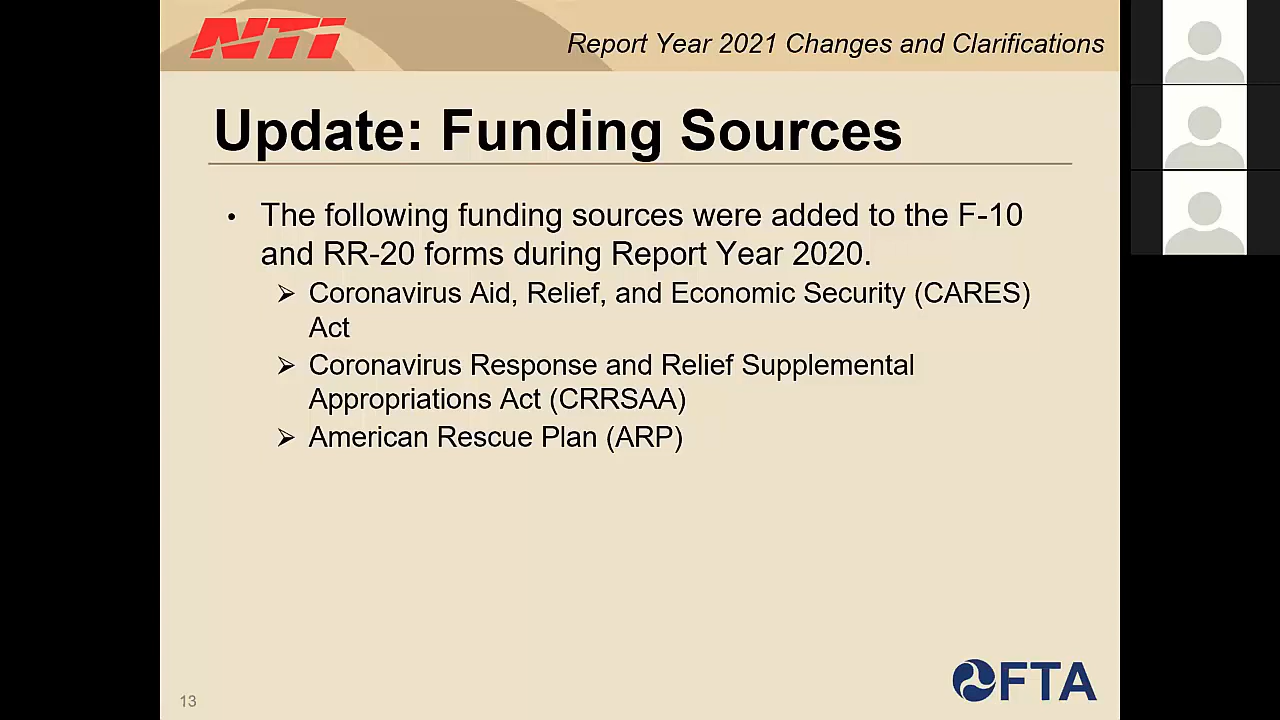 NTI
Report Year 2021 Changes and Clarifications
Update: Funding Sources
• The following funding sources were added to the F-10
and RR-20 forms during Report Year 2020.
➢ Coronavirus Aid, Relief, and Economic Security (CARES)
Act
➢ Coronavirus Response and Relief Supplemental
Appropriations Act (CRRSAA)
➢ American Rescue Plan (ARP)
13
FTA